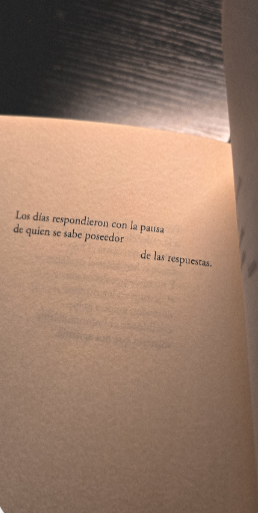 Los días respondieron con la pausa
de quien se sabe poseedor
de las respuestas.